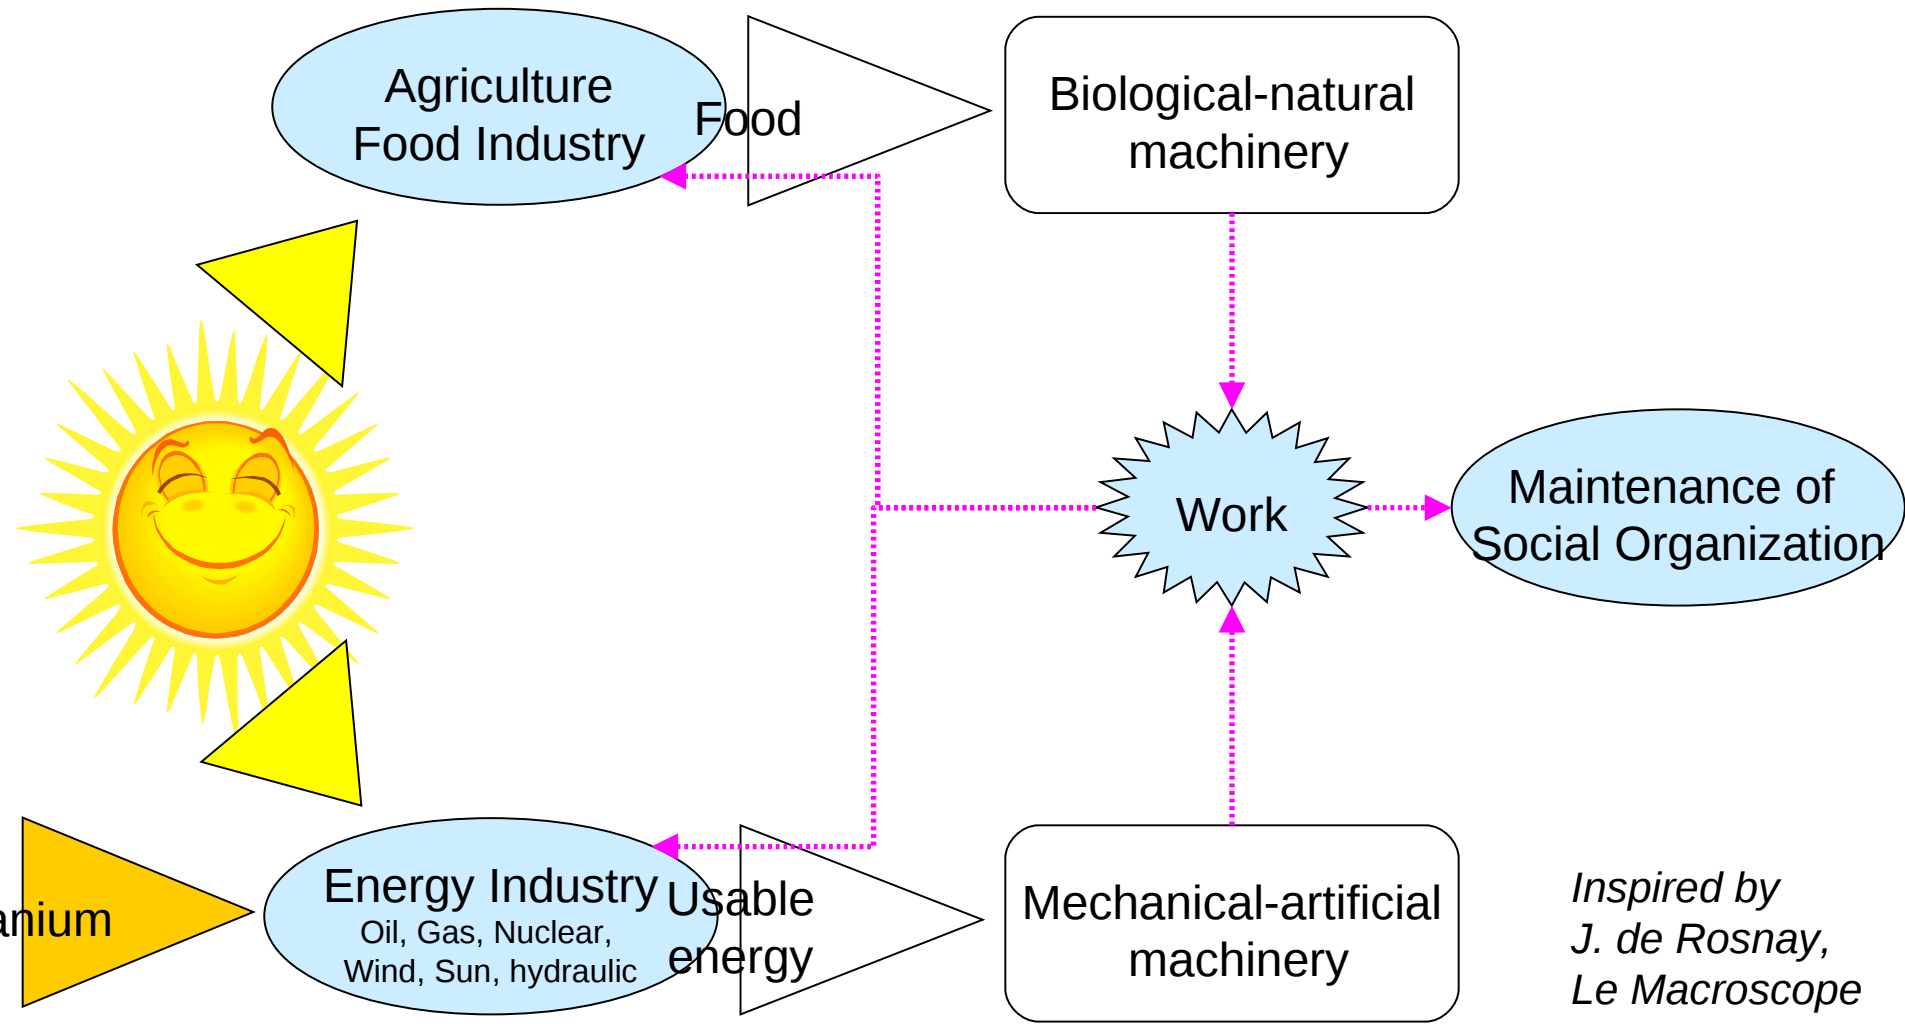 Agriculture
Food Industry
Food
Biological-natural
machinery
Work
Maintenance of
Social Organization
anium
Energy Industry
Oil, Gas, Nuclear,
Wind, Sun, hydraulic
Usable
energy
Mechanical-artificial
machinery
Inspired by
J. de Rosnay,
Le Macroscope